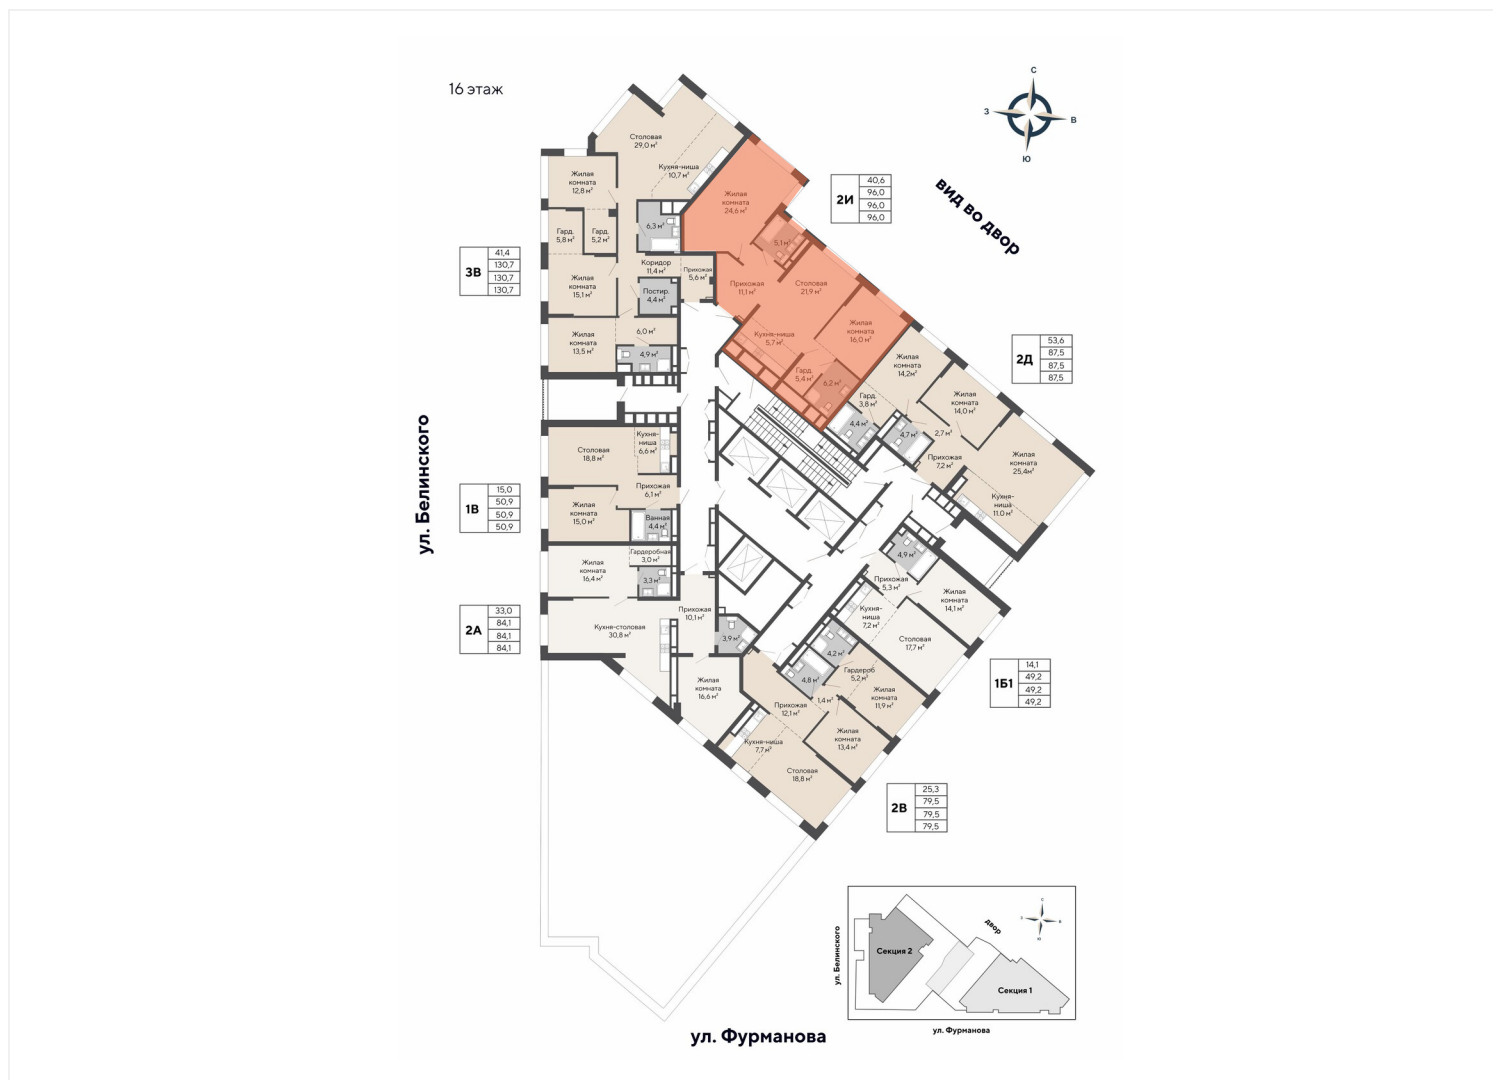 16 этаж
С
З
В
Ю
вид во двор
ул. Белинского
ул. Фурманова
3В
41,4
130,7
130,7
130,7
Столовая
29,0 м²
Кухня-ниша
10,7 м²
Жилая
комната
12,8 м²
Гард.
5,8 м²
Гард.
5,2 м²
6,3 м²
Коридор
11,4 м²
Прихожая
5,6 м²
Жилая
комната
15,1 м²
Постир.
4,4 м²
6,0 м²
Жилая
комната
13,5 м²
4,9 м²
2И
40,6
96,0
96,0
96,0
Жилая
комната
24,6 м²
5,1 м²
Прихожая
11,1 м²
Столовая
21,9 м²
Кухня-ниша
5,7 м²
Жилая
комната
16,0 м²
Гард.
5,4 м²
6,2 м²
2Д
53,6
87,5
87,5
87,5
Жилая
комната
14,2м²
Гард.
3,8 м²
4,4 м²
Жилая
комната
14,0 м²
4,7 м²
2,7 м²
Прихожая
7,2 м²
Жилая
комната
25,4м²
Кухня-
ниша
11.0 м²
1В
15,0
50,9
50,9
50,9
Столовая
18,8 м²
Кухня-
ниша
6,6 м²
Прихожая
6,1 м²
Жилая
комната
15,0 м²
Ванная
4,4 м²
2А
33,0
84,1
84,1
84,1
Гардеробная
3,0 м²
Жилая
комната
16,4 м²
3,3 м²
Прихожая
10,1 м²
Кухня-столовая
30,8 м²
3,9 м²
Жилая
комната
16,6 м²
1Б1
14,1
49,2
49,2
49,2
4,9 м²
Прихожая
5,3 м²
Жилая
комната
14,1 м²
Кухня-
ниша
7,2 м²
Столовая
17,7 м²
2В
25,3
79,5
79,5
79,5
4,2 м²
4,8 м²
Гардероб
5,2 м²
1,4 м²
Жилая
комната
11,9 м²
Прихожая
12,1 м²
Жилая
комната
13,4 м²
Кухня-ниша
7,7 м²
Столовая
18,8 м²
ул. Белинского
двор
Секция 2
Секция 1
ул. Фурманова